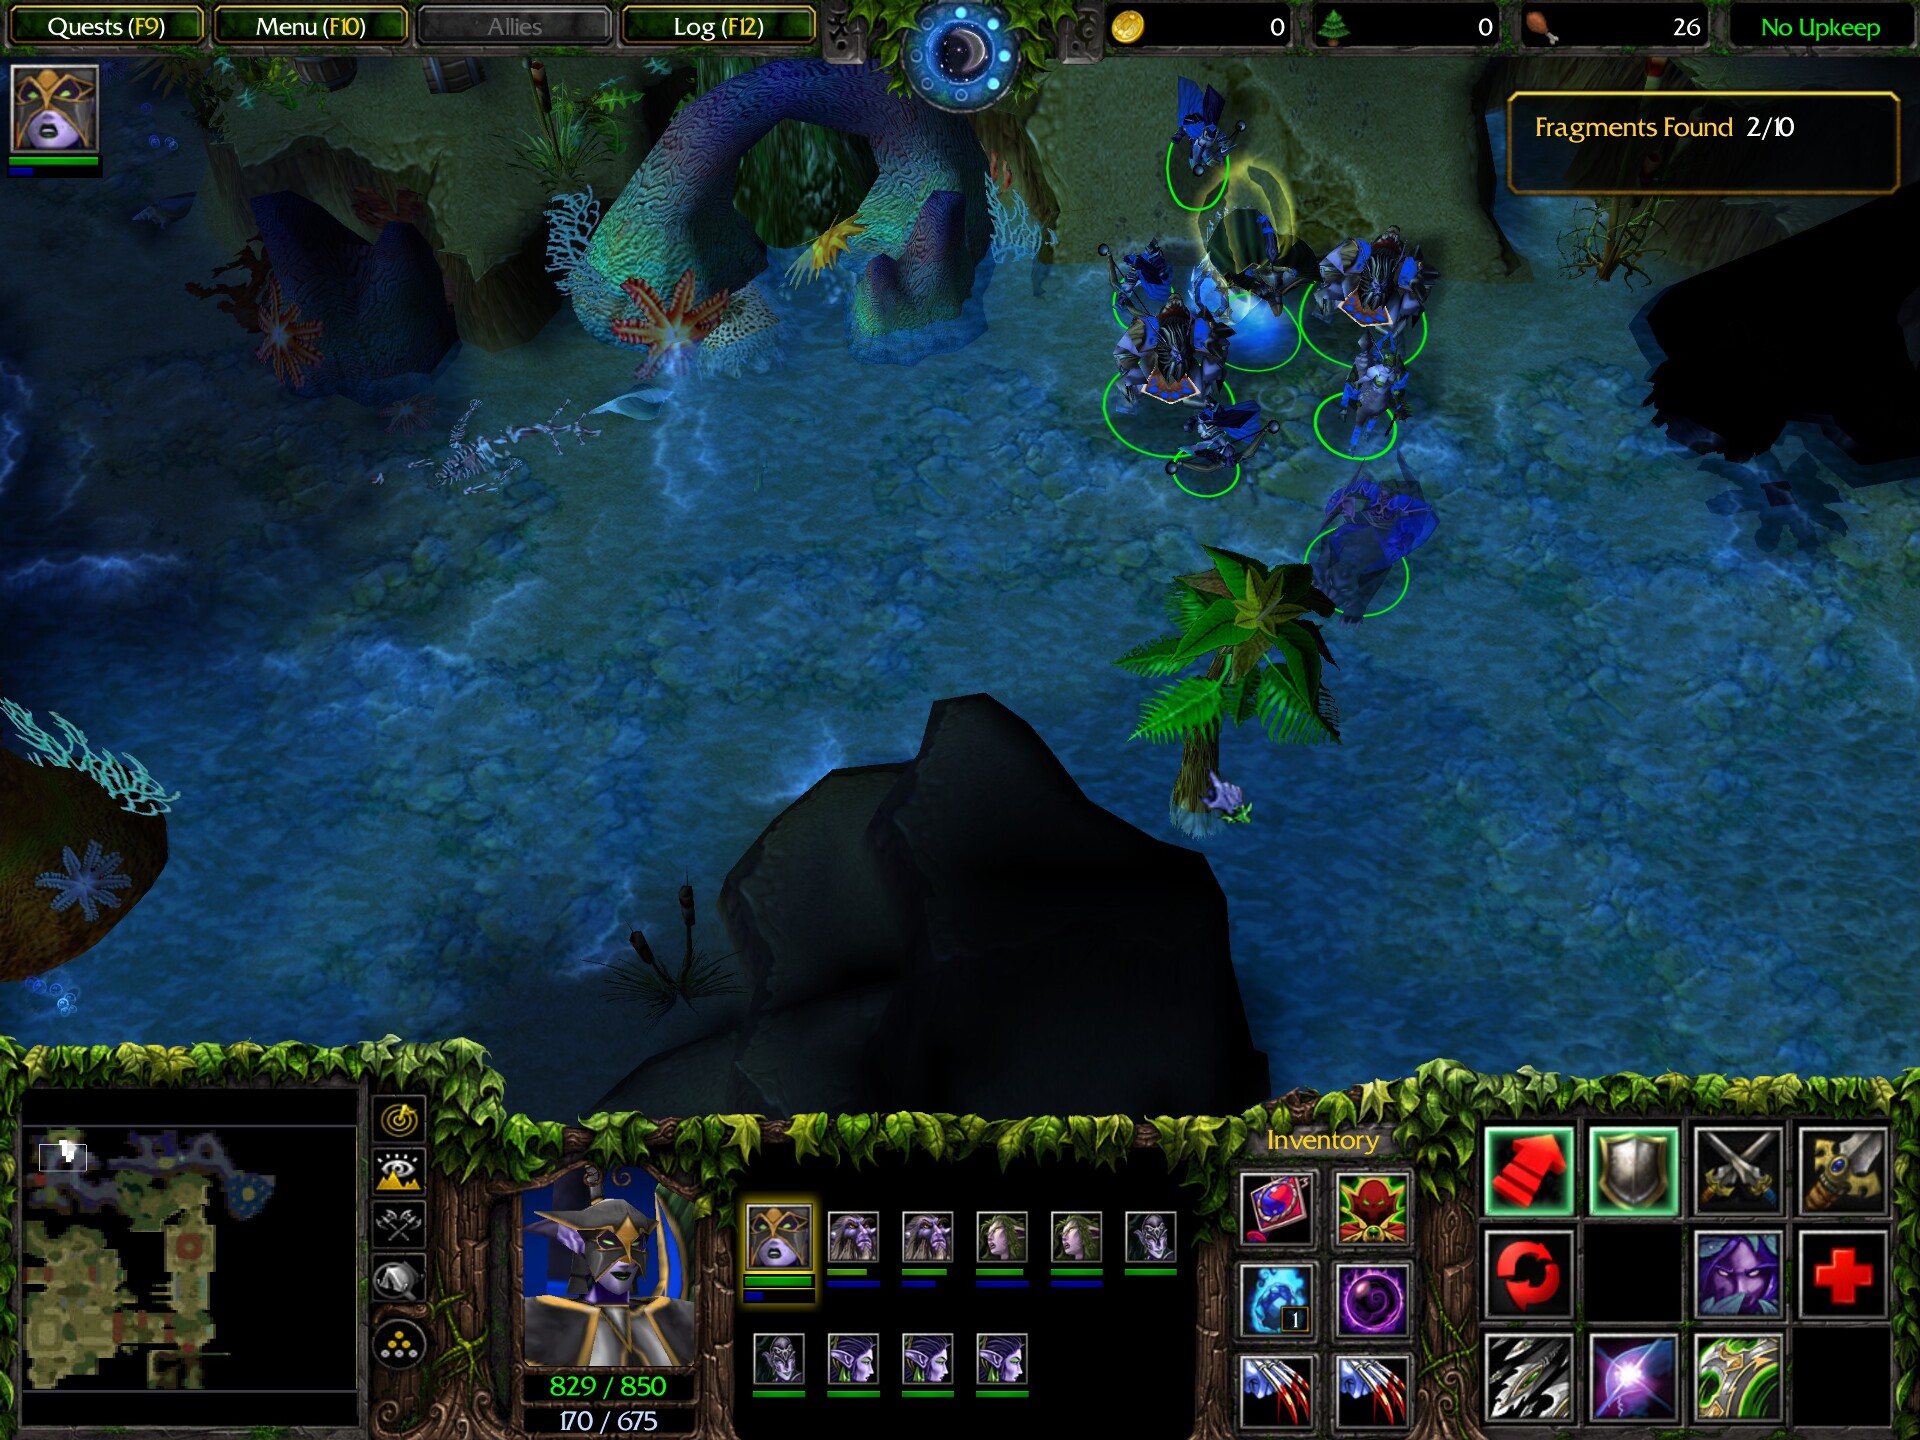 Quests (F9)
Menu (F10)
Allies
Log (F12)
0
0
26
No Upkeep
Fragments Found 2/10
Inventory
1
829 / 850
170 / 675